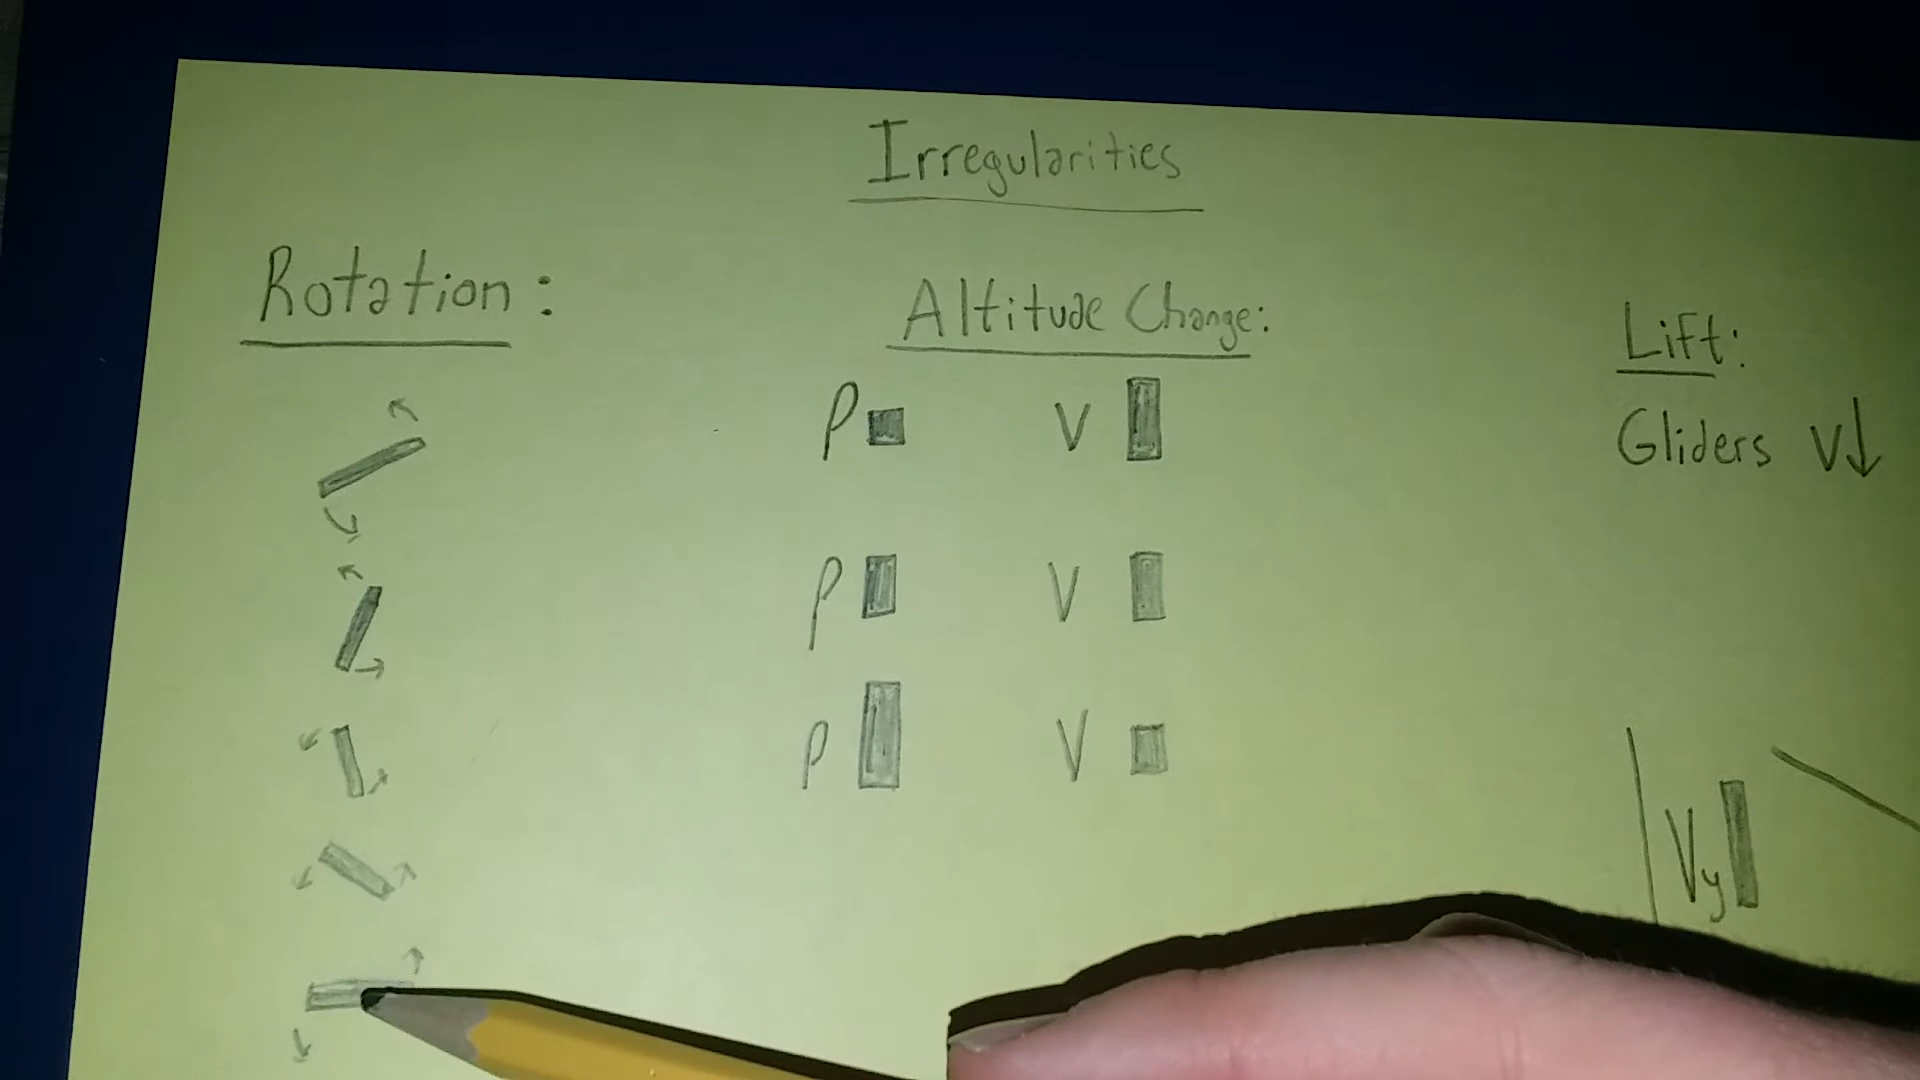 Irregularities
Rotation:
Altitude Change:
Lift:
Gliders V↓
ρ V
ρ V
ρ V
Vy